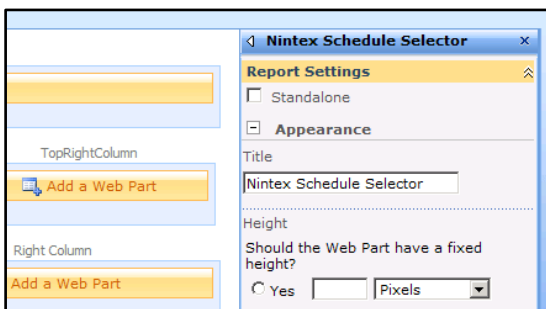 Nintex Schedule Selector
Report Settings
Standalone
Appearance
TopRightColumn
Title
Add a Web Part
Nintex Schedule Selector
Height
Right Column
Should the Web Part have a fixed
height?
Add a Web Part
Yes
Pixels